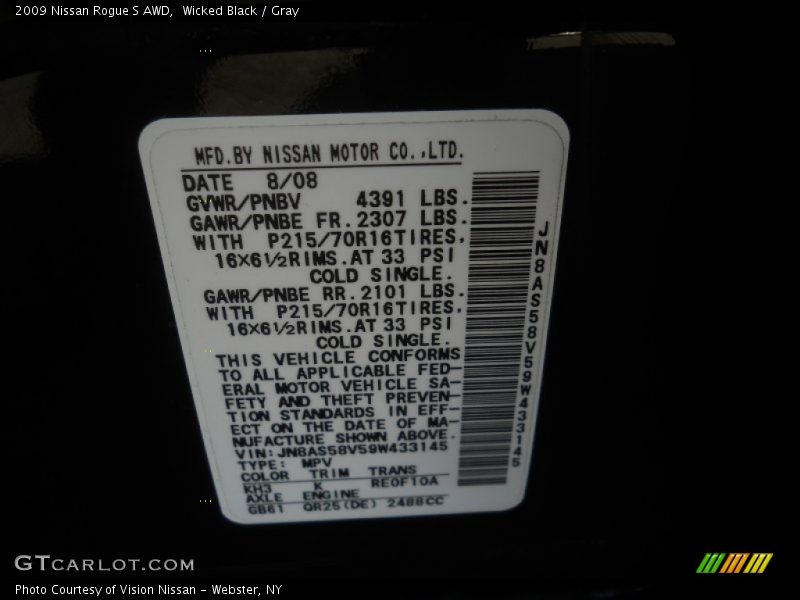 2009 Nissan Rogue S AWD,  Wicked Black / Gray
MFD.BY NISSAN MOTOR CO.,LTD.
DATE 8/08
GVWR/PNBV 4391 LBS.
GAWR/PNBE FR.2307 LBS.
WITH P215/70R16TIRES,
16×6½RIMS.AT 33 PSI
COLD SINGLE.
GAWR/PNBE RR.2101 LBS.
WITH P215/70R16TIRES,
16×6½RIMS.AT 33 PSI
COLD SINGLE.
THIS VEHICLE CONFORMS
TO ALL APPLICABLE FED-
ERAL MOTOR VEHICLE SA-
FETY AND THEFT PREVEN-
TION STANDARDS IN EFF-
ECT ON THE DATE OF MA-
NUFACTURE SHOWN ABOVE.
VIN:JN8AS58V59W433145
TYPE: MPV
COLOR TRIM TRANS
KH3 K RE0F10A
AXLE ENGINE
GB61 QR25(DE) 2488CC
JN8AS58V59W433145
GTCARLOT.COM
Photo Courtesy of Vision Nissan - Webster, NY